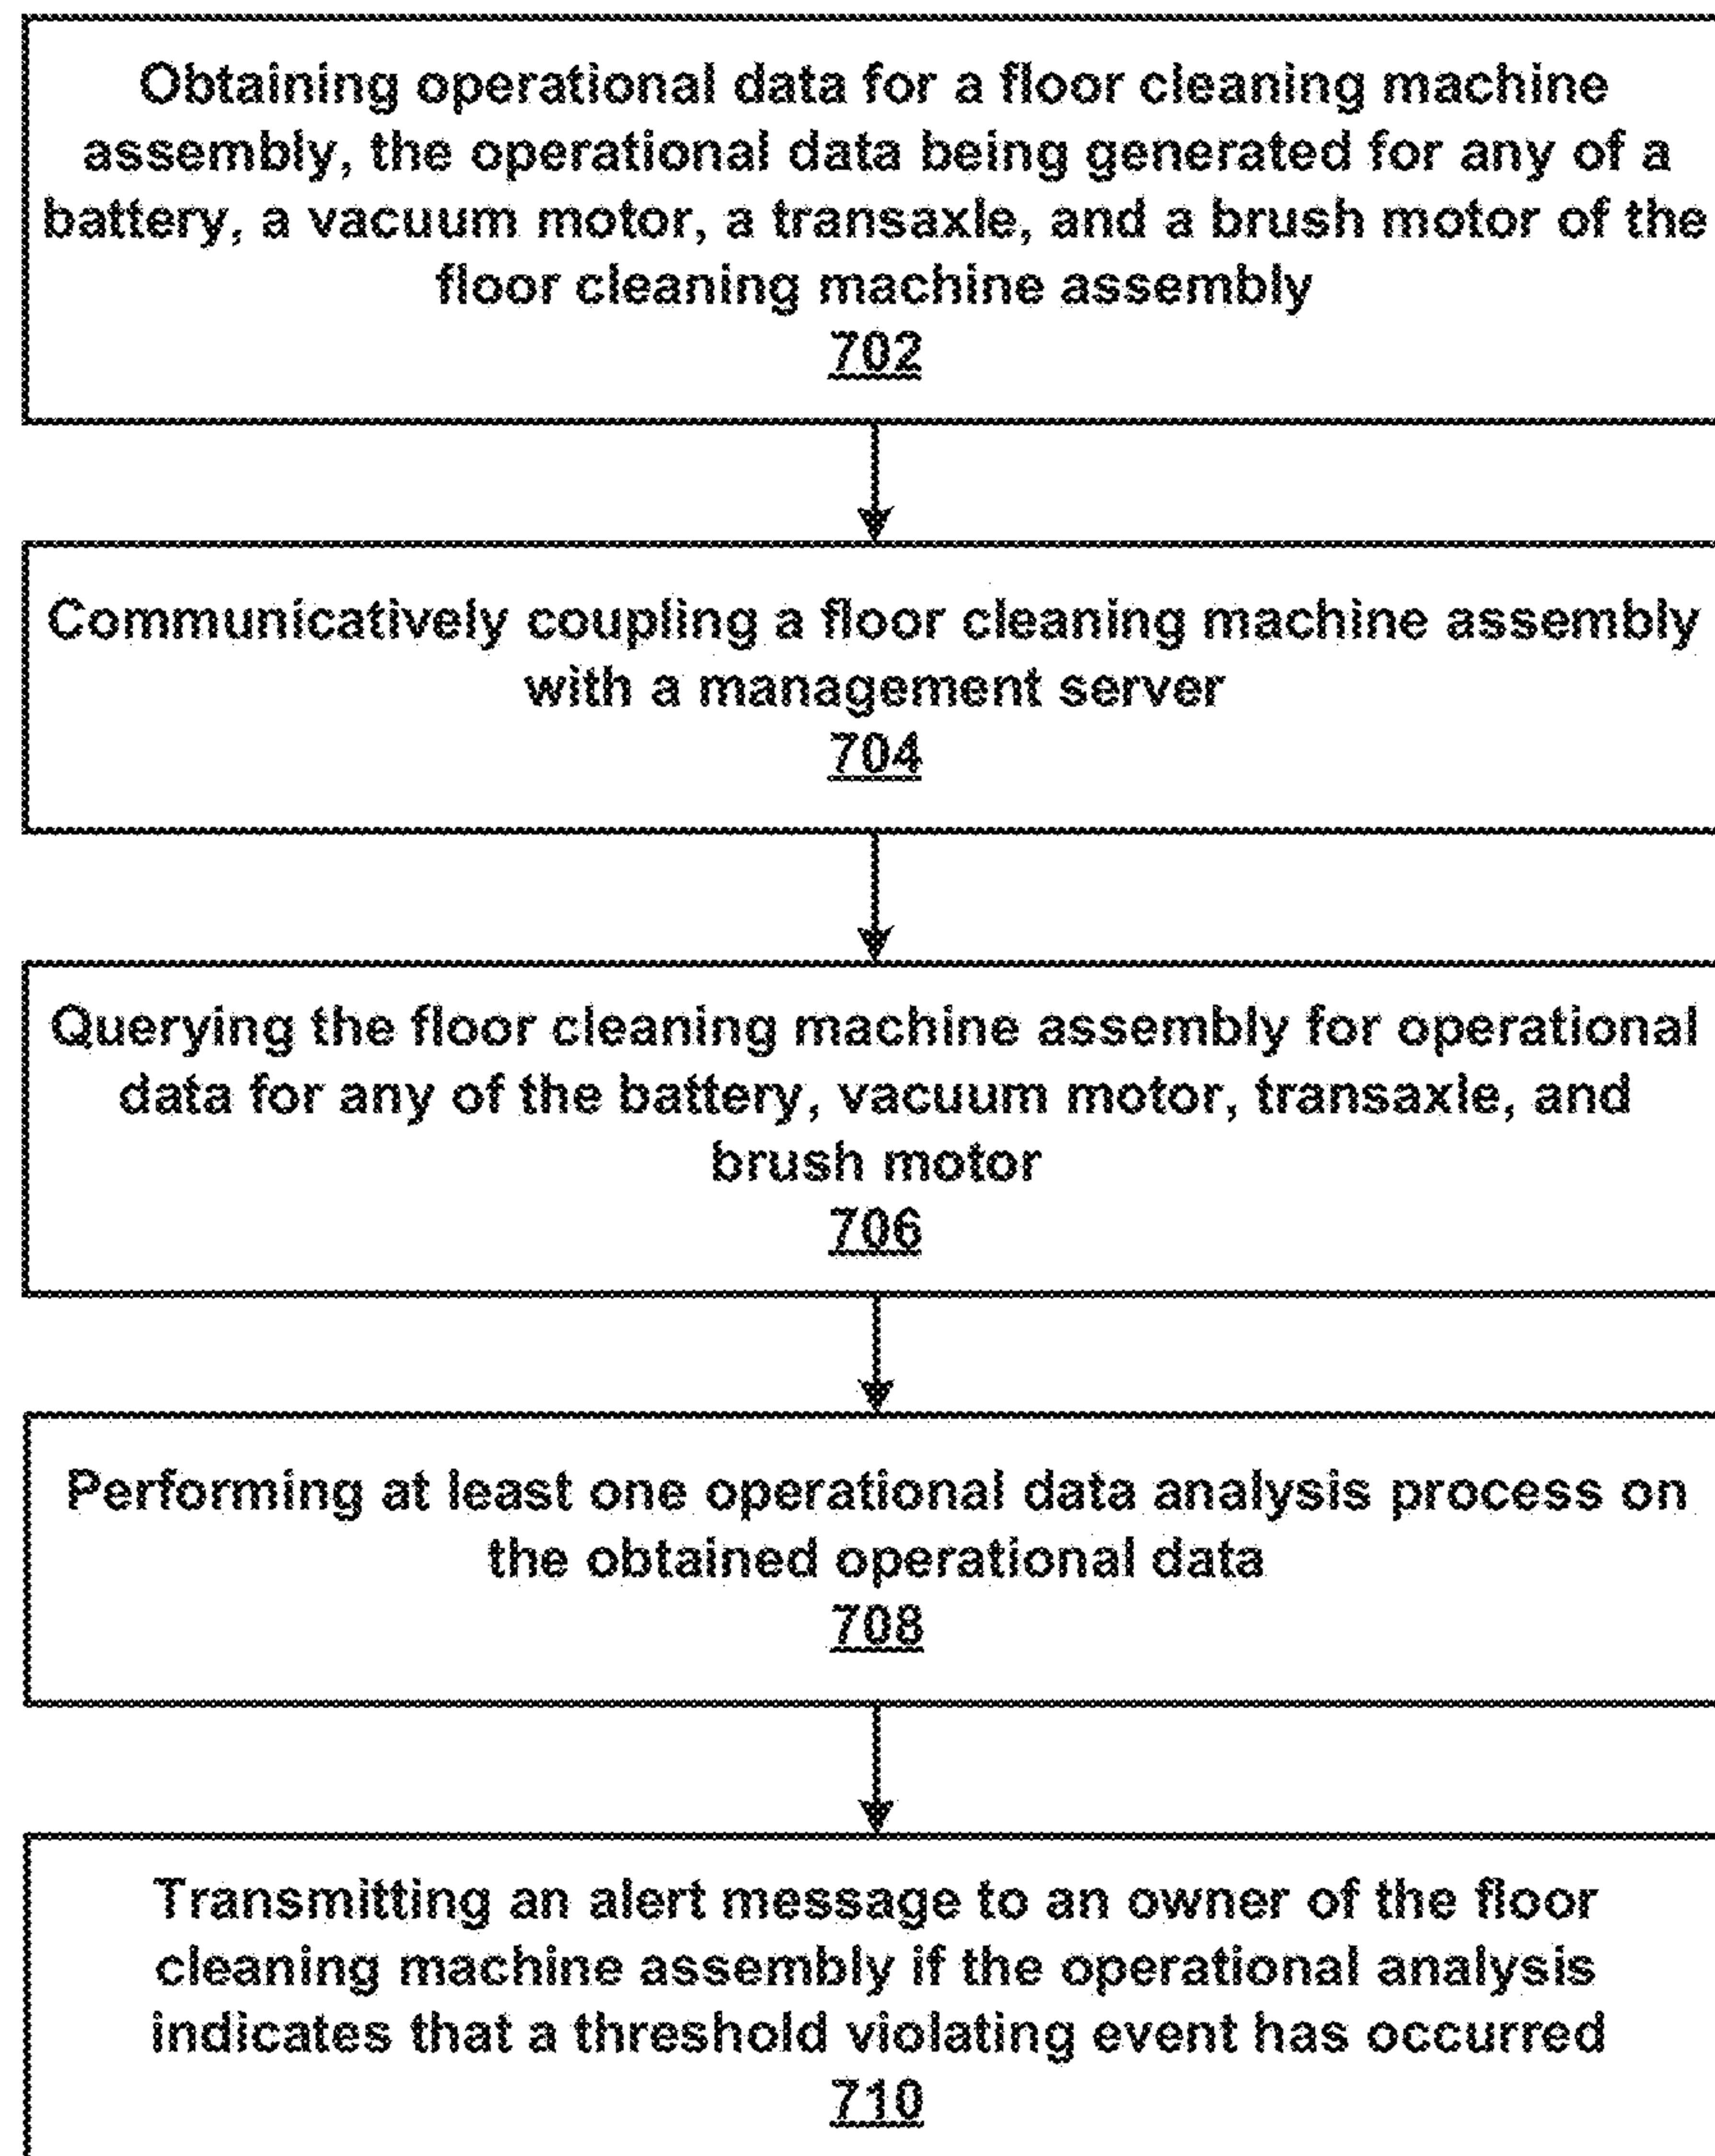 Obtaining operational data for a floor cleaning machine
assembly, the operational data being generated for any of a
battery, a vacuum motor, a transaxle, and a brush motor of the
floor cleaning machine assembly
702
Communicatively coupling a floor cleaning machine assembly
with a management server
704
Querying the floor cleaning machine assembly for operational
data for any of the battery, vacuum motor, transaxle, and
brush motor
706
Performing at least one operational data analysis process on
the obtained operational data
708
Transmitting an alert message to an owner of the floor
cleaning machine assembly if the operational analysis
indicates that a threshold violating event has occurred
710